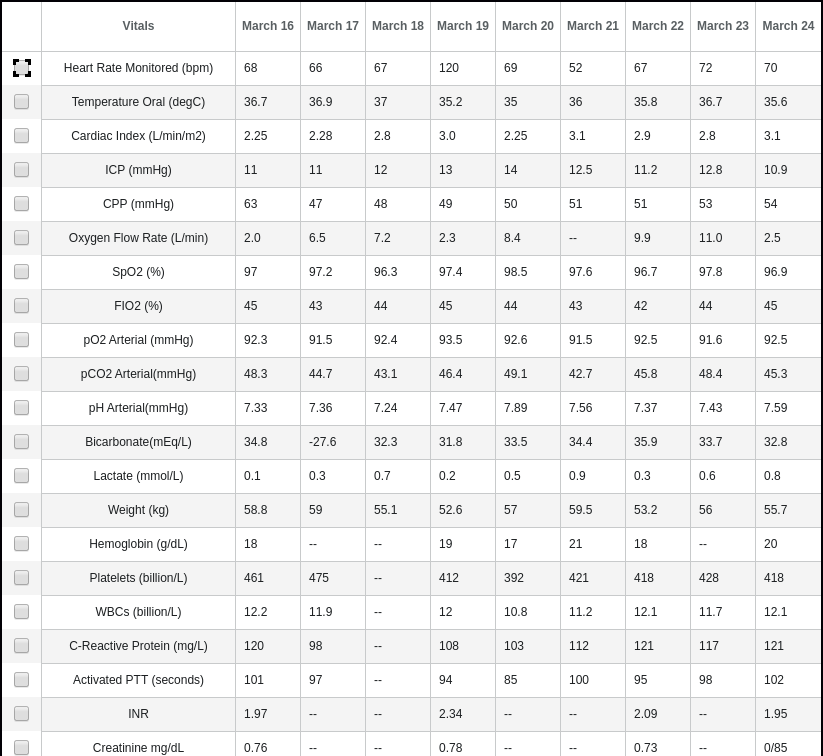 Vitals March 16 March 17 March 18 March 19 March 20 March 21 March 22 March 23 March 24
Heart Rate Monitored (bpm) 68 66 67 120 69 52 67 72 70
Temperature Oral (degC) 36.7 36.9 37 35.2 35 36 35.8 36.7 35.6
Cardiac Index (L/min/m2) 2.25 2.28 2.8 3.0 2.25 3.1 2.9 2.8 3.1
ICP (mmHg) 11 11 12 13 14 12.5 11.2 12.8 10.9
CPP (mmHg) 63 47 48 49 50 51 51 53 54
Oxygen Flow Rate (L/min) 2.0 6.5 7.2 2.3 8.4 -- 9.9 11.0 2.5
SpO2 (%) 97 97.2 96.3 97.4 98.5 97.6 96.7 97.8 96.9
FIO2 (%) 45 43 44 45 44 43 42 44 45
pO2 Arterial (mmHg) 92.3 91.5 92.4 93.5 92.6 91.5 92.5 91.6 92.5
pCO2 Arterial(mmHg) 48.3 44.7 43.1 46.4 49.1 42.7 45.8 48.4 45.3
pH Arterial(mmHg) 7.33 7.36 7.24 7.47 7.89 7.56 7.37 7.43 7.59
Bicarbonate(mEq/L) 34.8 -27.6 32.3 31.8 33.5 34.4 35.9 33.7 32.8
Lactate (mmol/L) 0.1 0.3 0.7 0.2 0.5 0.9 0.3 0.6 0.8
Weight (kg) 58.8 59 55.1 52.6 57 59.5 53.2 56 55.7
Hemoglobin (g/dL) 18 -- -- 19 17 21 18 -- 20
Platelets (billion/L) 461 475 -- 412 392 421 418 428 418
WBCs (billion/L) 12.2 11.9 -- 12 10.8 11.2 12.1 11.7 12.1
C-Reactive Protein (mg/L) 120 98 -- 108 103 112 121 117 121
Activated PTT (seconds) 101 97 -- 94 85 100 95 98 102
INR 1.97 -- -- 2.34 -- -- 2.09 -- 1.95
Creatinine mg/dL 0.76 -- -- 0.78 -- -- 0.73 -- 0/85